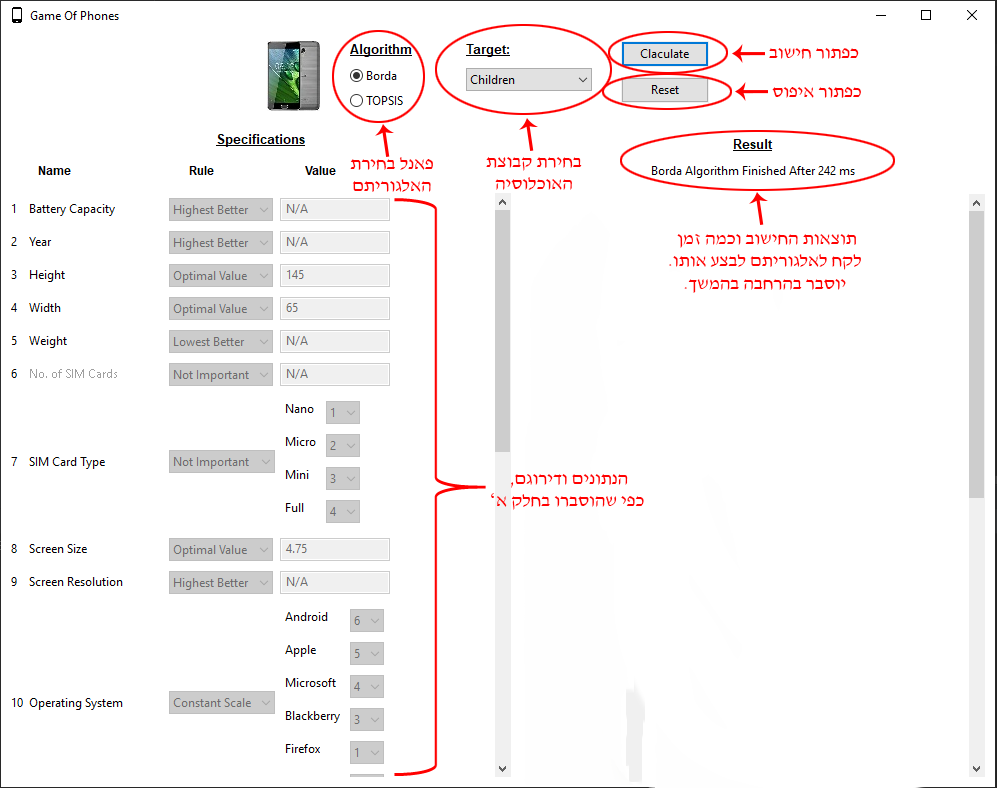 Game Of Phones
Algorithm
Borda
TOPSIS
Target:
Children
Claculate
Reset
כפתור חישוב
כפתור איפוס
פאנל בחירת
האלגוריתם
בחירת קבוצת
האוכלוסיה
Specifications
Name Rule Value
Result
Borda Algorithm Finished After 242 ms
תוצאות החישוב וכמה זמן
לקח לאלגוריתם לבצע אותו.
יוסבר בהרחבה בהמשך.
1 Battery Capacity Highest Better N/A
2 Year Highest Better N/A
3 Height Optimal Value 145
4 Width Optimal Value 65
5 Weight Lowest Better N/A
6 No. of SIM Cards Not Important N/A
7 SIM Card Type Not Important
Nano 1
Micro 2
Mini 3
Full 4
הנתונים ודירוגם,
כפי שהוסברו בחלק א'
8 Screen Size Optimal Value 4.75
9 Screen Resolution Highest Better N/A
10 Operating System Constant Scale
Android 6
Apple 5
Microsoft 4
Blackberry 3
Firefox 1